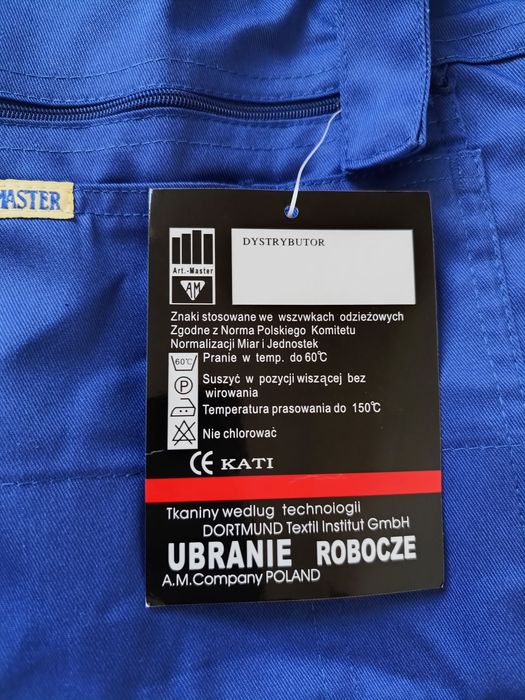 MASTER
Art.-Master
AM
DYSTRYBUTOR
Znaki stosowane we wszvwkach odzieżowych
Zgodne z Norma Polskiego Komitetu
Normalizacji Miar i Jednostek
60°C Pranie w temp. do 60°C
P Suszyć w pozycji wiszącej bez
wirowania
Temperatura prasowania do 150°C
Nie chlorować
CE KATI
Tkaniny wedlug technologii
DORTMUND Textil Institut GmbH
UBRANIE ROBOCZE
A.M.Company POLAND